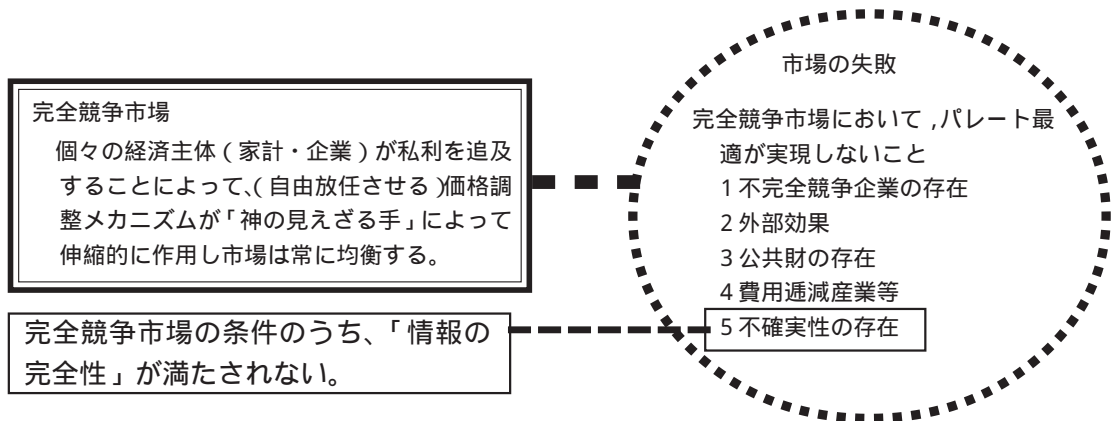 完全競争市場
個々の経済主体(家計・企業)が私利を追及
することによって、(自由放任させる)価格調
整メカニズムが「神の見えざる手」によって
伸縮的に作用し市場は常に均衡する。
完全競争市場の条件のうち、「情報の
完全性」が満たされない。
市場の失敗
完全競争市場において,パレート最
適が実現しないこと
1 不完全競争企業の存在
2 外部効果
3 公共財の存在
4 費用逓減産業等
5 不確実性の存在